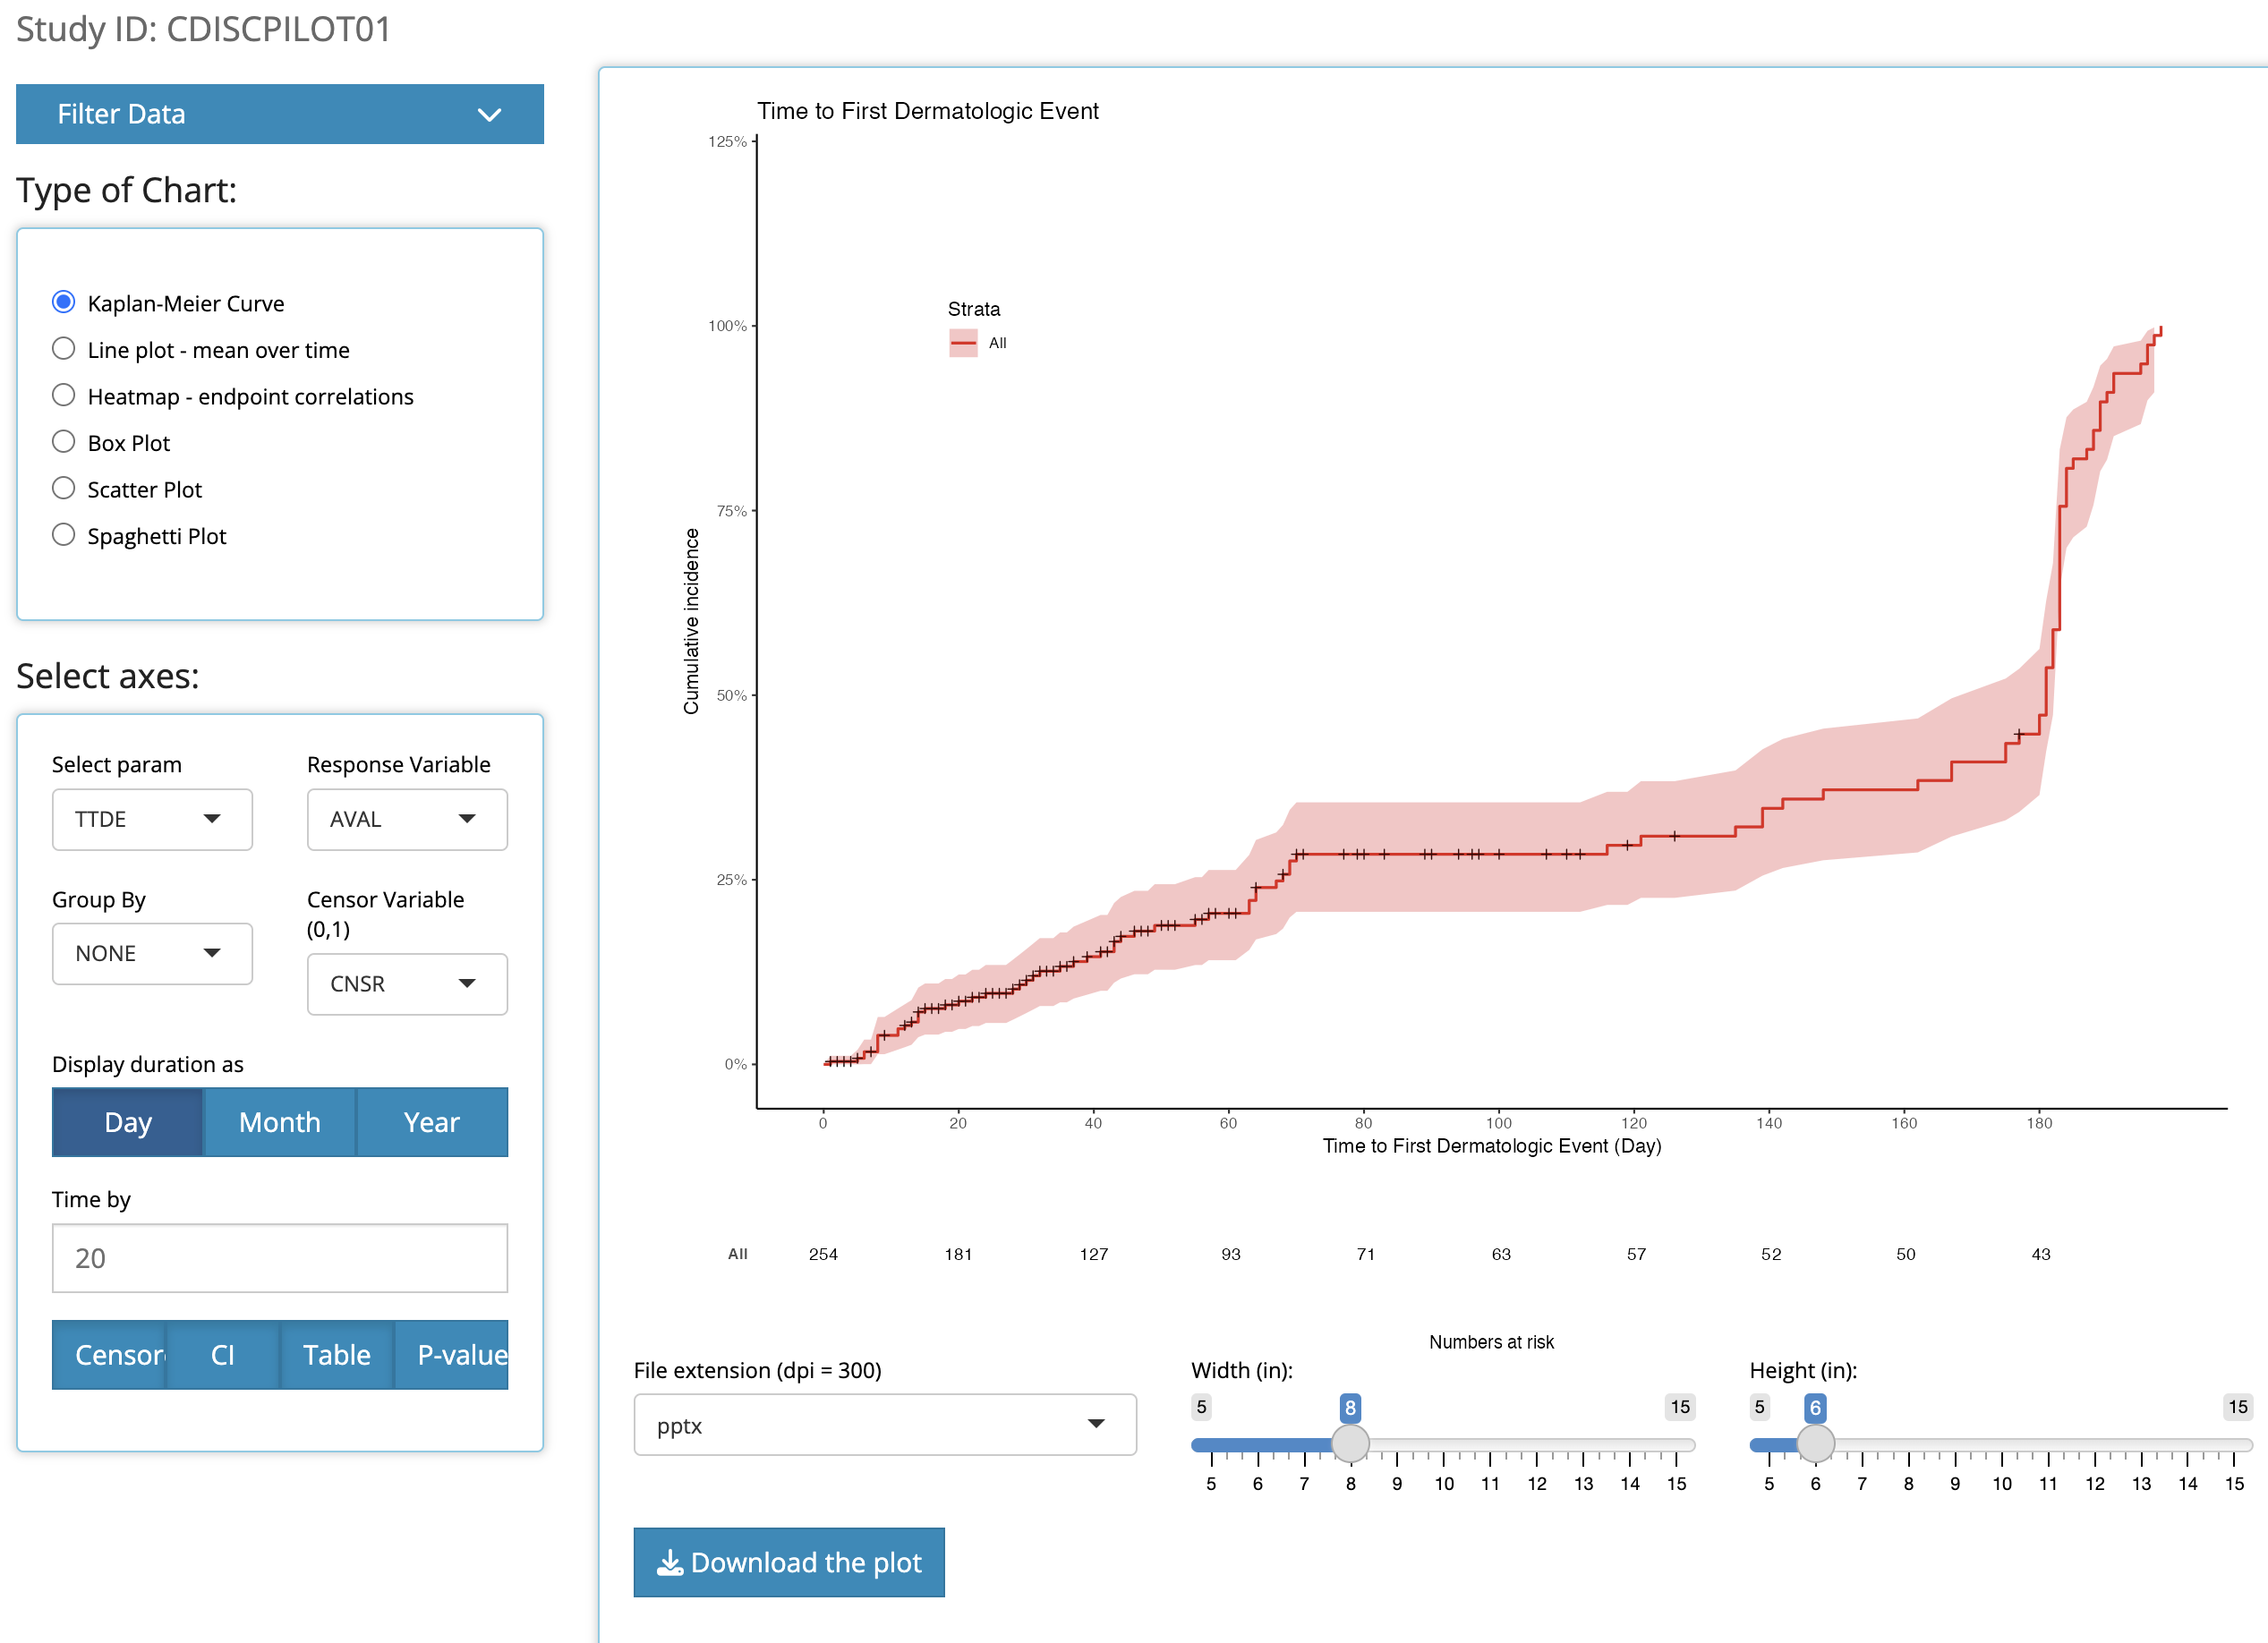 Study ID: CDISCPILOT01
Filter Data
Type of Chart:
Kaplan-Meier Curve
Line plot - mean over time
Heatmap - endpoint correlations
Box Plot
Scatter Plot
Spaghetti Plot
Select axes:
Select param
Response Variable
TTDE
AVAL
Group By
Censor Variable
(0,1)
NONE
CNSR
Display duration as
Day
Month
Year
Time by
20
Censor
CI
Table
P-value
Time to First Dermatologic Event
125%
100%
75%
50%
25%
0%
Cumulative incidence
Strata
All
0 20 40 60 80 100 120 140 160 180
Time to First Dermatologic Event (Day)
All 254 181 127 93 71 63 57 52 50 43
Numbers at risk
File extension (dpi = 300)
pptx
Width (in):
5 8 15
5 6 7 8 9 10 11 12 13 14 15
Height (in):
5 6 15
5 6 7 8 9 10 11 12 13 14 15
Download the plot